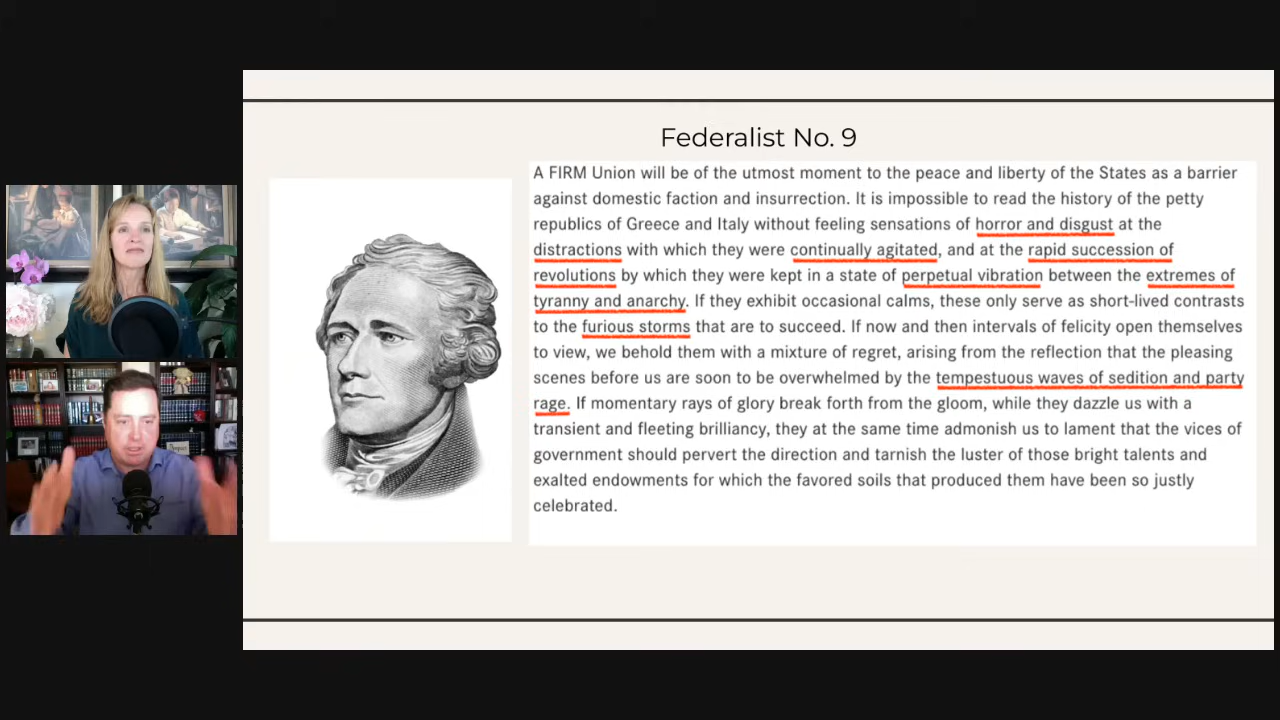 Federalist No. 9
A FIRM Union will be of the utmost moment to the peace and liberty of the States as a barrier
against domestic faction and insurrection. It is impossible to read the history of the petty
republics of Greece and Italy without feeling sensations of horror and disgust at the
distractions with which they were continually agitated, and at the rapid succession of
revolutions by which they were kept in a state of perpetual vibration between the extremes of
tyranny and anarchy. If they exhibit occasional calms, these only serve as short-lived contrasts
to the furious storms that are to succeed. If now and then intervals of felicity open themselves
to view, we behold them with a mixture of regret, arising from the reflection that the pleasing
scenes before us are soon to be overwhelmed by the tempestuous waves of sedition and party
rage. If momentary rays of glory break forth from the gloom, while they dazzle us with a
transient and fleeting brilliancy, they at the same time admonish us to lament that the vices of
government should pervert the direction and tarnish the luster of those bright talents and
exalted endowments for which the favored soils that produced them have been so justly
celebrated.